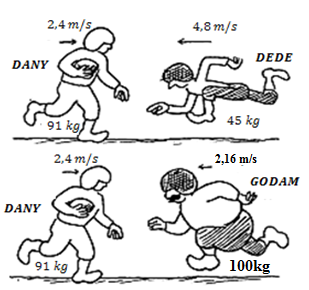 2,4 m/s
4,8 m/s
DANY
DEDE
91 kg
45 kg
2,4 m/s
2,16 m/s
GODAM
DANY
91 kg
100kg